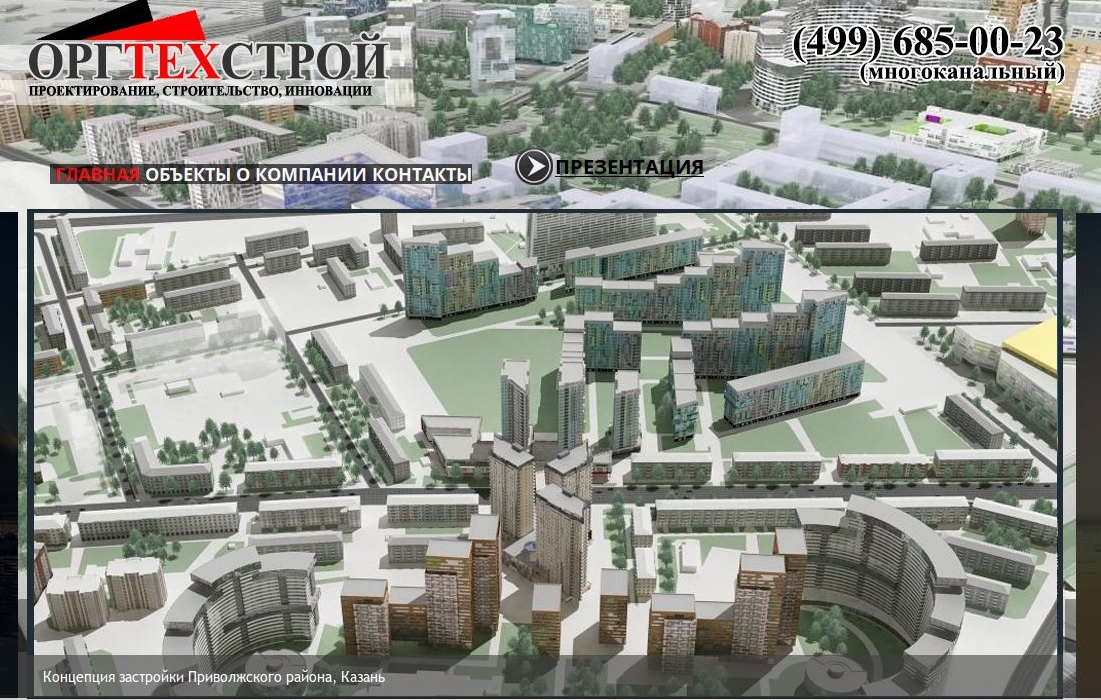 ОРГТЕХСТРОЙ
ПРОЕКТИРОВАНИЕ, СТРОИТЕЛЬСТВО, ИННОВАЦИИ
(499) 685-00-23
(многоканальный)
ГЛАВНАЯ ОБЪЕКТЫ О КОМПАНИИ КОНТАКТЫ
ПРЕЗЕНТАЦИЯ
Концепция застройки Приволжского района, Казань